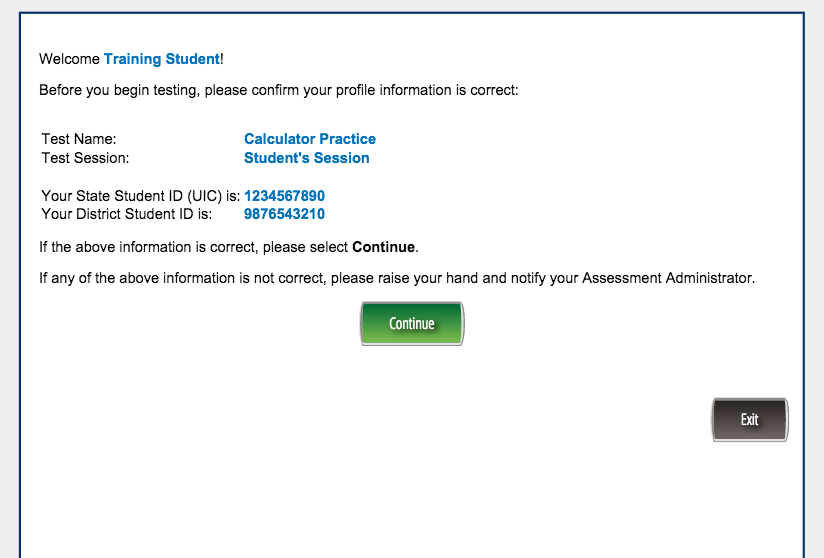 Welcome Training Student!
Before you begin testing, please confirm your profile information is correct:
Test Name: Calculator Practice
Test Session: Student's Session
Your State Student ID (UIC) is: 1234567890
Your District Student ID is: 9876543210
If the above information is correct, please select Continue.
If any of the above information is not correct, please raise your hand and notify your Assessment Administrator.
Continue
Exit